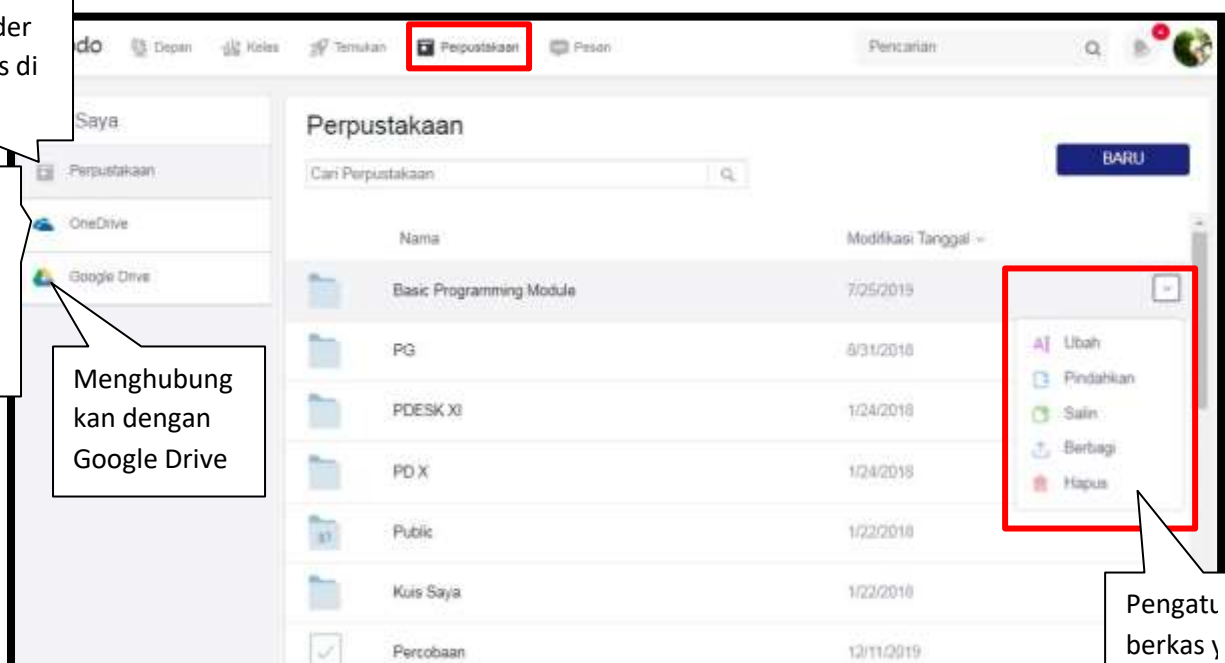 der
s di
do Depan Kelas Temukan Perpustakaan Pesan Pencarian
Saya
Perpustakaan
OneDrive
Google Drive
Menghubung
kan dengan
Google Drive
Perpustakaan
Cari Perpustakaan
BARU
Nama Modifikasi Tanggal
Basic Programming Module 7/25/2019
PG 8/31/2018
PDESK XI 1/24/2018
PD X 1/24/2018
Public 1/22/2018
Kuis Saya 1/22/2018
Percobaan 12/11/2019
Ubah
Pindahkan
Salin
Berbagi
Hapus
Pengatu
berkas y